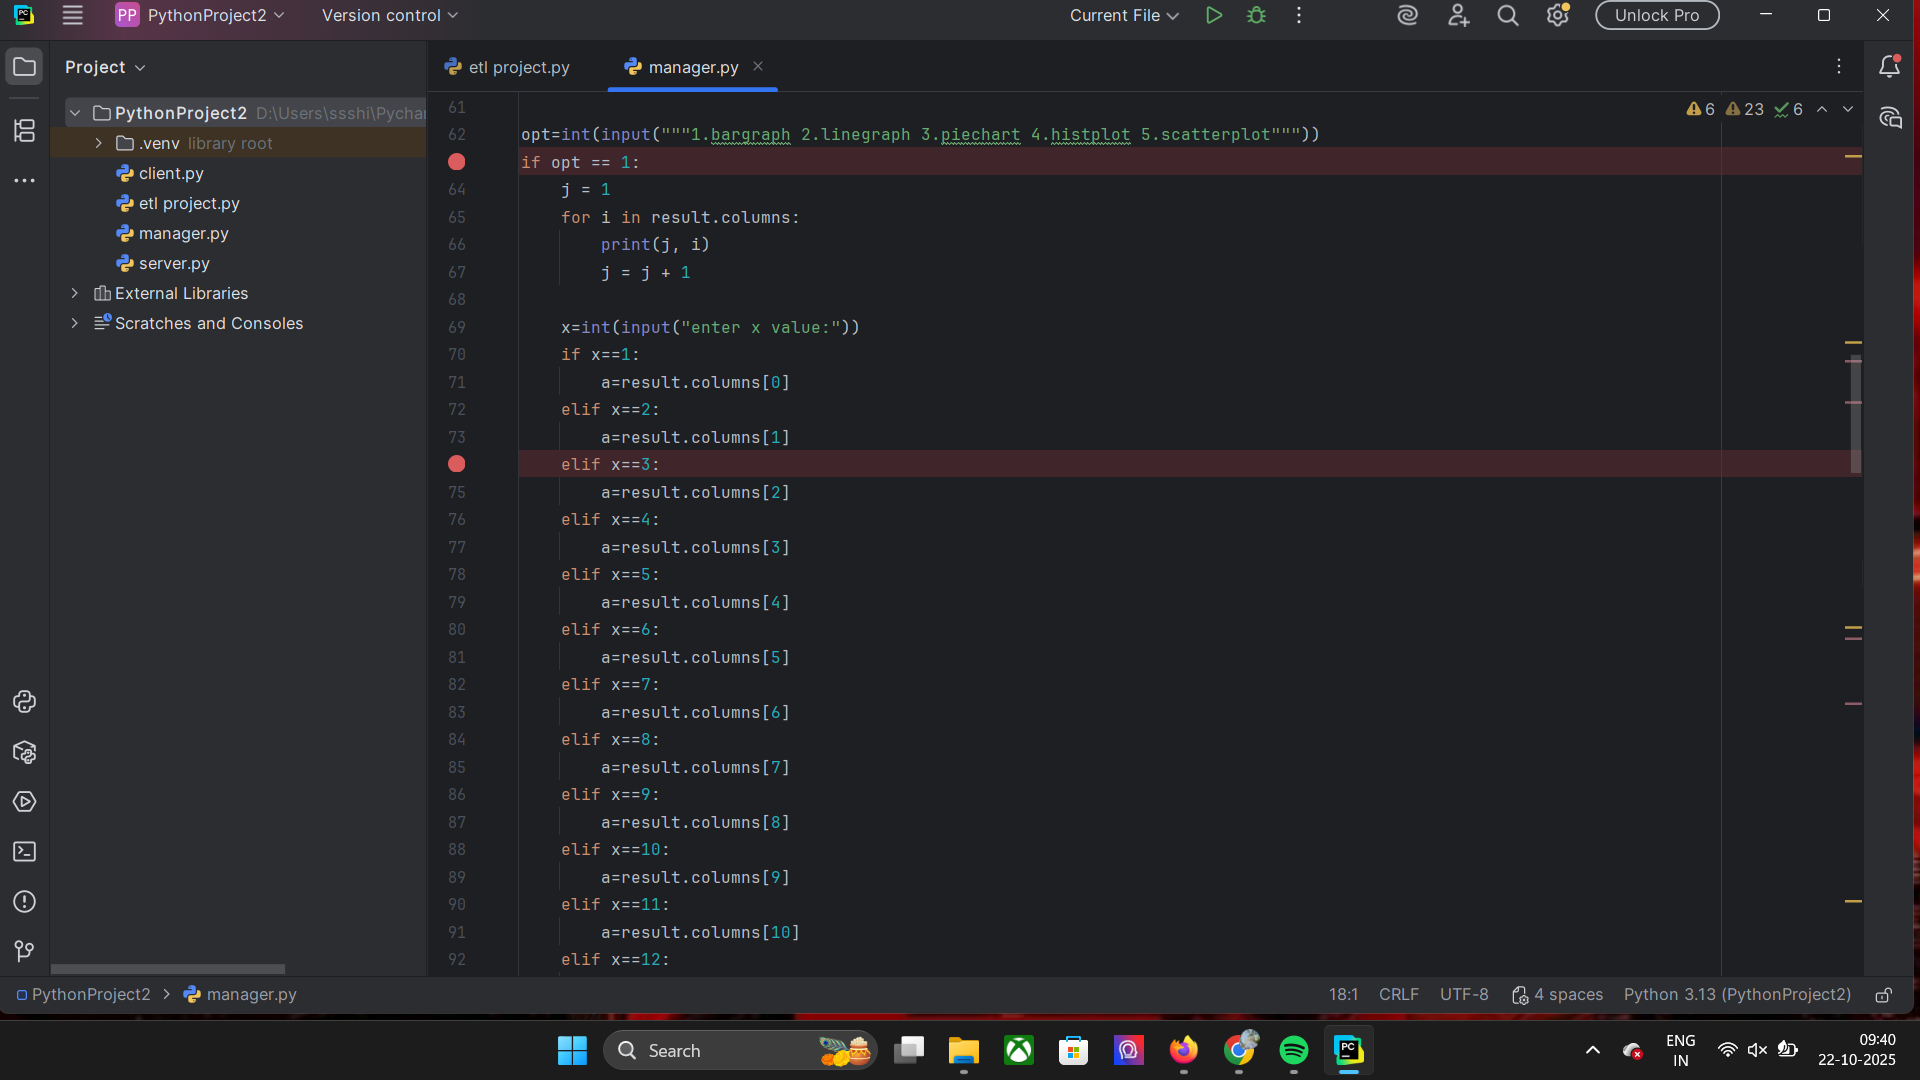 PC
PP PythonProject2 Version control Current File Unlock Pro
Project
etl project.py
manager.py
PythonProject2 D:\Users\ssshi\Pychar
.venv library root
client.py
etl project.py
manager.py
server.py
External Libraries
Scratches and Consoles
6 23 6
61
62 opt=int(input("""1.bargraph 2.linegraph 3.piechart 4.histplot 5.scatterplot"""))
if opt == 1:
64 j = 1
65 for i in result.columns:
66 print(j, i)
67 j = j + 1
68
69 x=int(input("enter x value:"))
70 if x==1:
71 a=result.columns[0]
72 elif x==2:
73 a=result.columns[1]
elif x==3:
75 a=result.columns[2]
76 elif x==4:
77 a=result.columns[3]
78 elif x==5:
79 a=result.columns[4]
80 elif x==6:
81 a=result.columns[5]
82 elif x==7:
83 a=result.columns[6]
84 elif x==8:
85 a=result.columns[7]
86 elif x==9:
87 a=result.columns[8]
88 elif x==10:
89 a=result.columns[9]
90 elif x==11:
91 a=result.columns[10]
92 elif x==12:
PythonProject2 > manager.py 18:1 CRLF UTF-8 4 spaces Python 3.13 (PythonProject2)
Search
PC
ENG
IN
09:40
22-10-2025